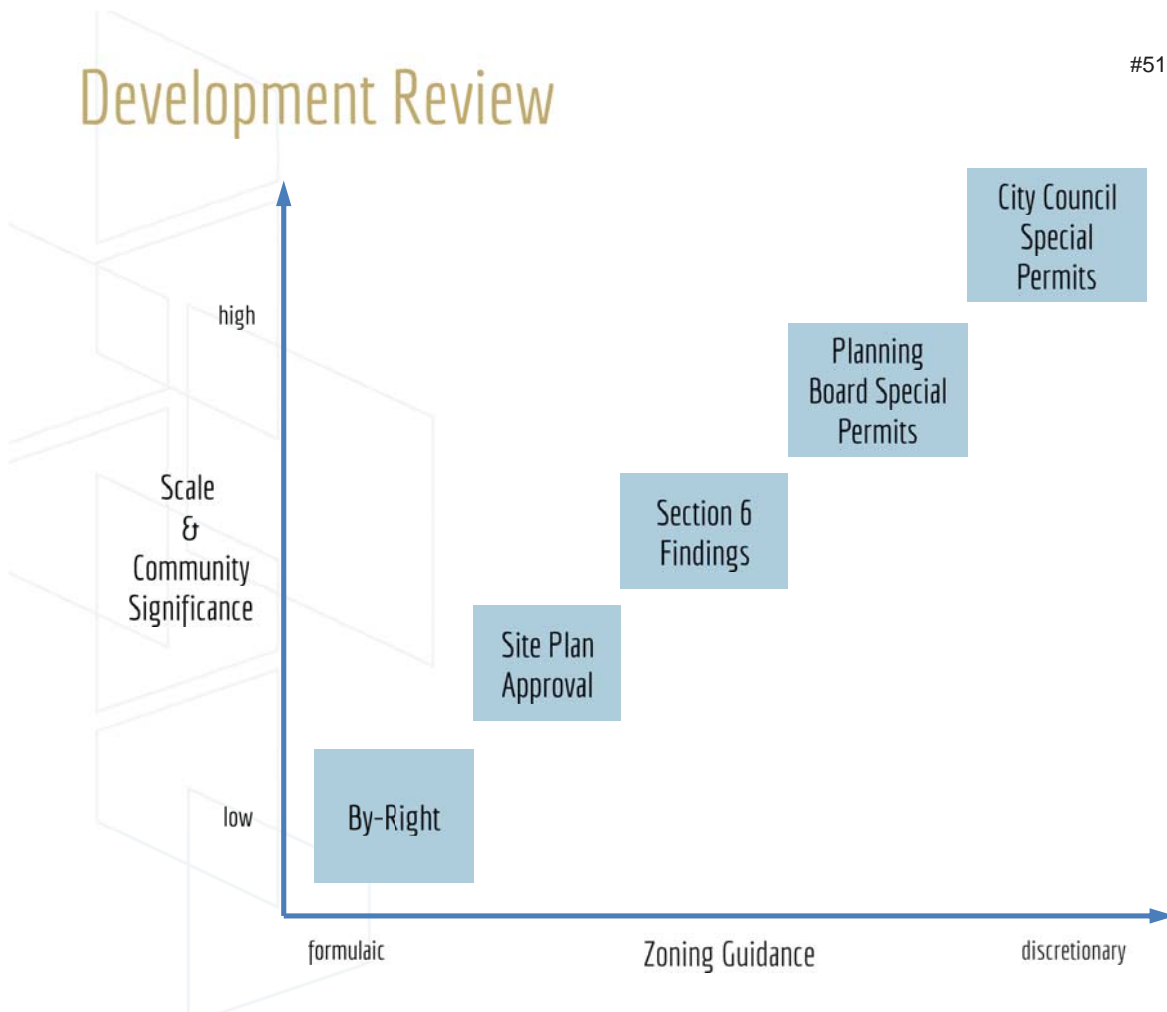 #51
Development Review
City Council
Special
Permits
high
Planning
Board Special
Permits
Scale
&
Community
Significance
Section 6
Findings
Site Plan
Approval
low
By-Right
formulaic
Zoning Guidance
discretionary